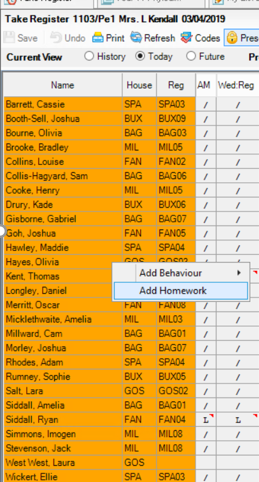 Take Register 1103/Pe1 Mrs. L Kendall 03/04/2019
Save Undo Print Refresh Codes Prese
Current View History Today Future Pr
Name House Reg AM Wed:Reg
Barrett, Cassie SPA SPA03 / /
Booth-Sell, Joshua BUX BUX09 / /
Bourne, Olivia BAG BAG03 / /
Brooke, Bradley MIL MIL05 / /
Collins, Louise FAN FAN02 / /
Collis-Hagyard, Sam BAG BAG06 / /
Cooke, Henry MIL MIL05 / /
Drury, Kade BUX BUX06 / /
Gisborne, Gabriel BAG BAG07 / /
Goh, Joshua FAN FAN05 / /
Hawley, Maddie SPA SPA04 / /
Hayes, Olivia GOS GOS03 / /
Kent, Thomas
Add Behaviour
Longley, Daniel
Add Homework
Merritt, Oscar FAN FAN08 / /
Micklethwaite, Amelia MIL MIL03 / /
Millward, Cam BAG BAG01 / /
Morley, Joshua BAG BAG07 / /
Rhodes, Adam SPA SPA04 / /
Rumney, Sophie BUX BUX05 / /
Salt, Lara GOS GOS02 / /
Siddall, Amelia BAG BAG01 / /
Siddall, Ryan FAN FAN04 L L
Simmons, Imogen MIL MIL08 / /
Stevenson, Jack MIL MIL08 / /
West West, Laura GOS
Wickert, Ellie SPA SPA03 / /